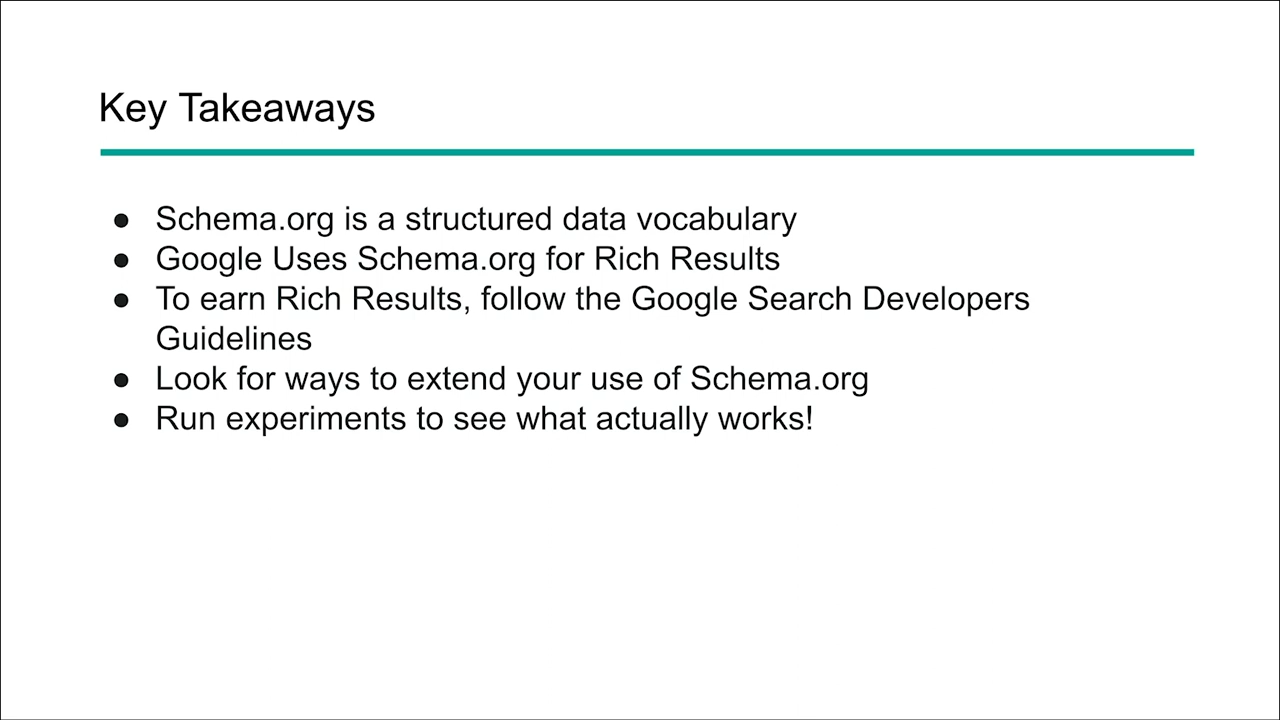 Key Takeaways
● Schema.org is a structured data vocabulary
● Google Uses Schema.org for Rich Results
● To earn Rich Results, follow the Google Search Developers
Guidelines
● Look for ways to extend your use of Schema.org
● Run experiments to see what actually works!